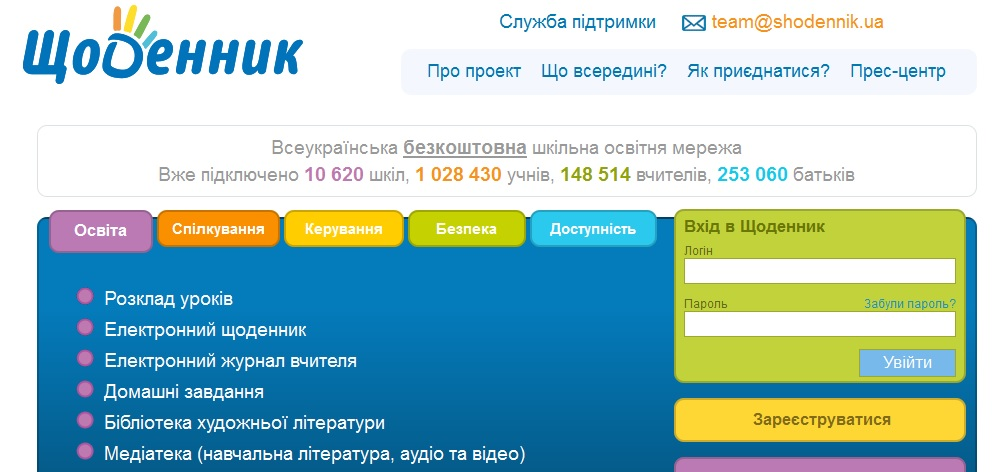 Щоденник
Служба підтримки team@shodennik.ua
Про проект Що всередині? Як приєднатися? Прес-центр
Всеукраїнська безкоштовна шкільна освітня мережа
Вже підключено 10 620 шкіл, 1 028 430 учнів, 148 514 вчителів, 253 060 батьків
Освіта Спілкування Керування Безпека Доступність
Розклад уроків
Електронний щоденник
Електронний журнал вчителя
Домашні завдання
Бібліотека художньої літератури
Медіатека (навчальна література, аудіо та відео)
Вхід в Щоденник
Логін
Пароль Забули пароль?
Увійти
Зареєструватися